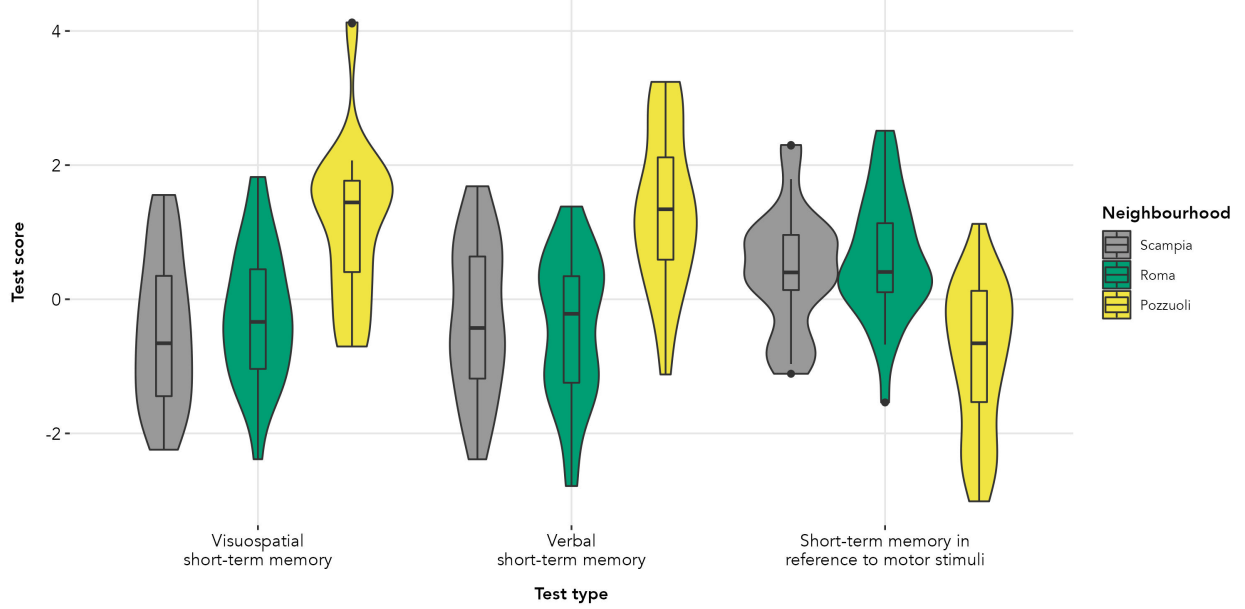 4
2
0
-2
Test score
Visuospatial
short-term memory
Verbal
short-term memory
Short-term memory in
reference to motor stimuli
Test type
Neighbourhood
Scampia
Roma
Pozzuoli